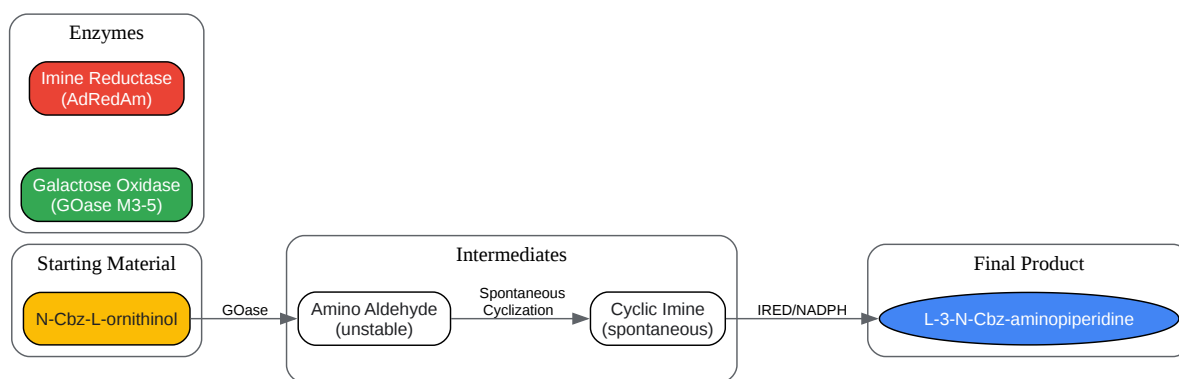 Enzymes
Imine Reductase
(AdRedAm)
Galactose Oxidase
(GOase M3-5)
Starting Material
N-Cbz-L-ornithinol
GOase
Intermediates
Amino Aldehyde
(unstable)
Spontaneous
Cyclization
Cyclic Imine
(spontaneous)
IRED/NADPH
Final Product
L-3-N-Cbz-aminopiperidine